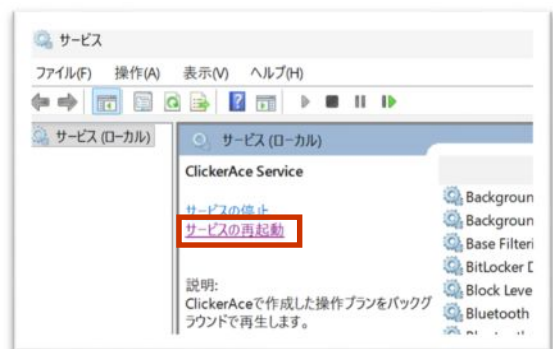 サービス
ファイル(F) 操作(A) 表示(V) ヘルプ(H)
サービス (ローカル)
サービス (ローカル)
ClickerAce Service
サービスの停止
サービスの再起動
説明:
ClickerAceで作成した操作プランをバックグ
ラウンドで再生します。
Backgroun
Backgroun
Base Filteri
BitLocker D
Block Leve
Bluetooth